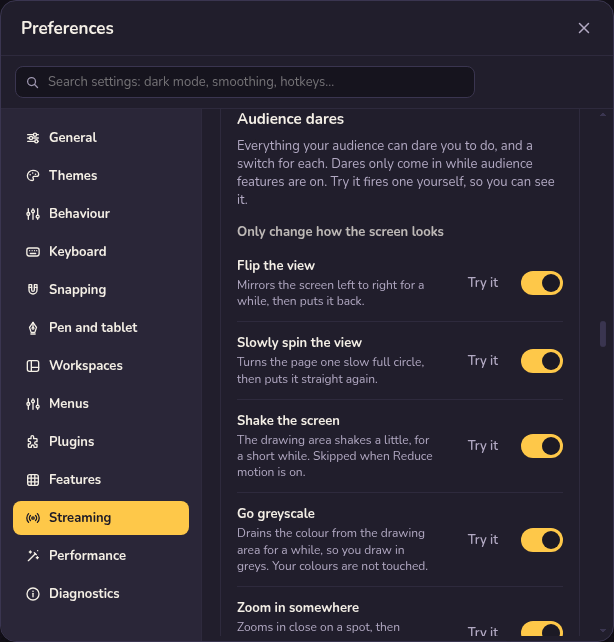 Preferences
Search settings: dark mode, smoothing, hotkeys...
General
Themes
Behaviour
Keyboard
Snapping
Pen and tablet
Workspaces
Menus
Plugins
Features
Streaming
Performance
Diagnostics
Audience dares
Everything your audience can dare you to do, and a
switch for each. Dares only come in while audience
features are on. Try it fires one yourself, so you can see
it.
Only change how the screen looks
Flip the view
Mirrors the screen left to right for a
while, then puts it back.
Try it
Slowly spin the view
Turns the page one slow full circle,
then puts it straight again.
Try it
Shake the screen
The drawing area shakes a little, for
a short while. Skipped when Reduce
motion is on.
Try it
Go greyscale
Drains the colour from the drawing
area for a while, so you draw in
greys. Your colours are not touched.
Try it
Zoom in somewhere
Zooms in close on a spot, then
Try it